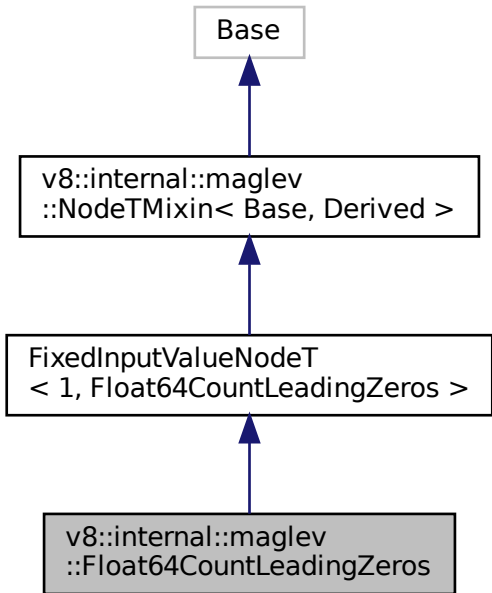 Base
v8::internal::maglev
::NodeTMixin< Base, Derived >
FixedInputValueNodeT
< 1, Float64CountLeadingZeros >
v8::internal::maglev
::Float64CountLeadingZeros